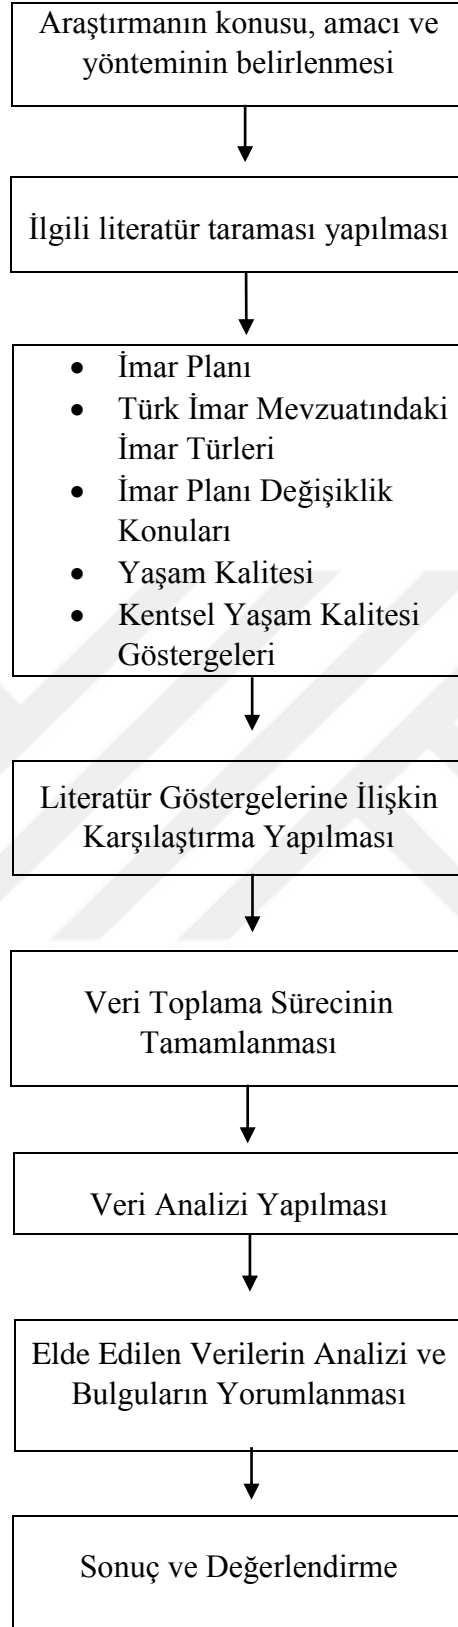 Araştırmanın konusu, amacı ve
yönteminin belirlenmesi
İlgili literatür taraması yapılması
• İmar Planı
• Türk İmar Mevzuatındaki
İmar Türleri
• İmar Planı Değişiklik
Konuları
• Yaşam Kalitesi
• Kentsel Yaşam Kalitesi
Göstergeleri
Literatür Göstergelerine İlişkin
Karşılaştırma Yapılması
Veri Toplama Sürecinin
Tamamlanması
Veri Analizi Yapılması
Elde Edilen Verilerin Analizi ve
Bulguların Yorumlanması
Sonuç ve Değerlendirme